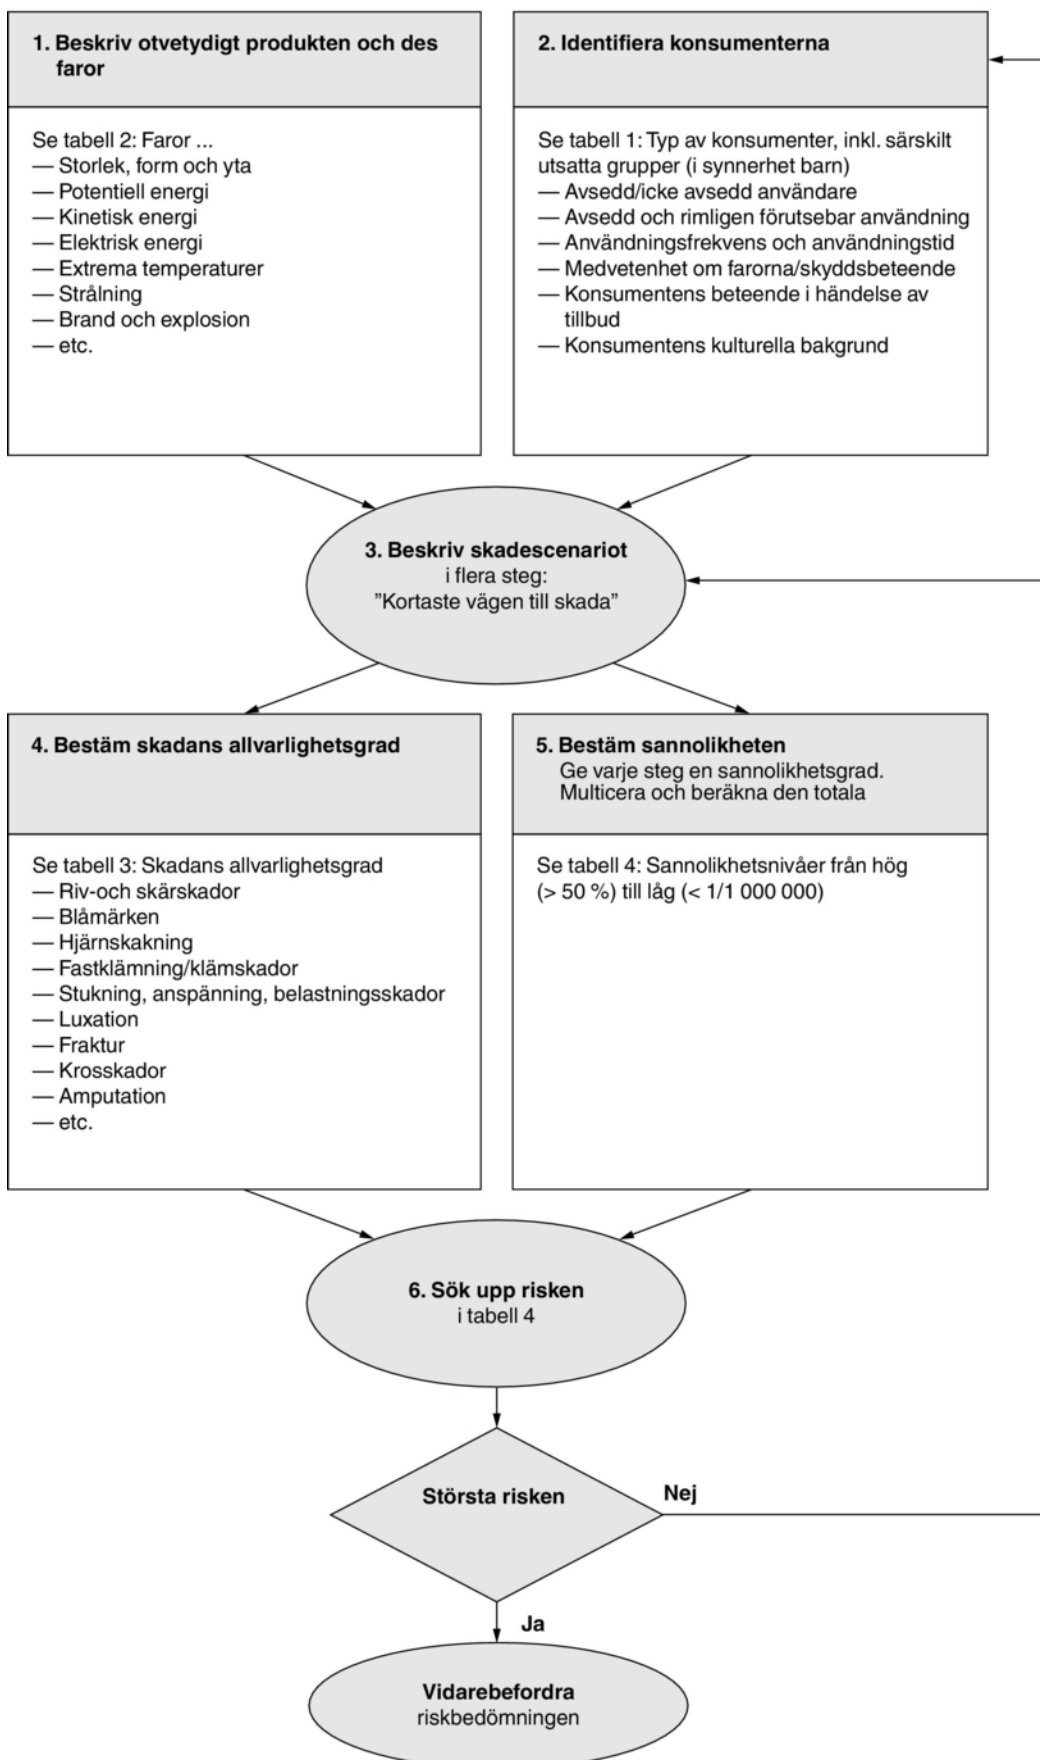 1. Beskriv otvetydigt produkten och des
faror
Se tabell 2: Faror ...
— Storlek, form och yta
— Potentiell energi
— Kinetisk energi
— Elektrisk energi
— Extrema temperaturer
— Strålning
— Brand och explosion
— etc.
2. Identifiera konsumenterna
Se tabell 1: Typ av konsumenter, inkl. särskilt
utsatta grupper (i synnerhet barn)
— Avsedd/icke avsedd användare
— Avsedd och rimligen förutsebar användning
— Användningsfrekvens och användningstid
— Medvetenhet om farorna/skyddsbeteende
— Konsumentens beteende i händelse av
tillbud
— Konsumentens kulturella bakgrund
3. Beskriv skadescenariot
i flera steg:
”Kortaste vägen till skada”
4. Bestäm skadans allvarlighetsgrad
Se tabell 3: Skadans allvarlighetsgrad
— Riv-och skärskador
— Blåmärken
— Hjärnskakning
— Fastklämning/klämskador
— Stukning, anspänning, belastningsskador
— Luxation
— Fraktur
— Krosskador
— Amputation
— etc.
5. Bestäm sannolikheten
Ge varje steg en sannolikhetsgrad.
Multicera och beräkna den totala
Se tabell 4: Sannolikhetsnivåer från hög
(> 50 %) till låg (< 1/1 000 000)
6. Sök upp risken
i tabell 4
Största risken
Nej
Ja
Vidarebefordra
riskbedömningen